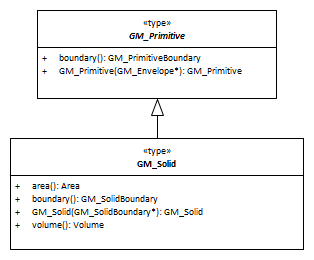 «type»
GM_Primitive
+ boundary(): GM_PrimitiveBoundary
+ GM_Primitive(GM_Envelope*): GM_Primitive
«type»
GM_Solid
+ area(): Area
+ boundary(): GM_SolidBoundary
+ GM_Solid(GM_SolidBoundary*): GM_Solid
+ volume(): Volume